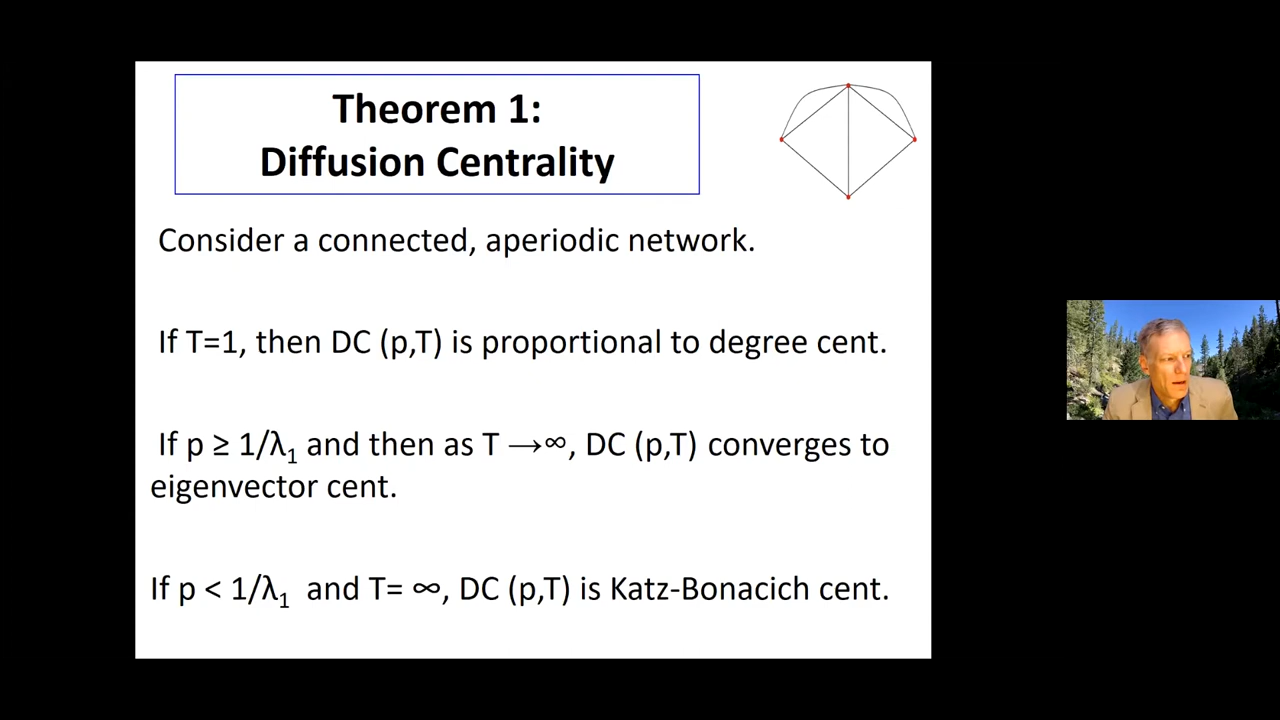 Theorem 1:
Diffusion Centrality
Consider a connected, aperiodic network.
If T=1, then DC (p,T) is proportional to degree cent.
If p ≥ 1/λ₁ and then as T →∞, DC (p,T) converges to
eigenvector cent.
If p < 1/λ₁ and T= ∞, DC (p,T) is Katz-Bonacich cent.